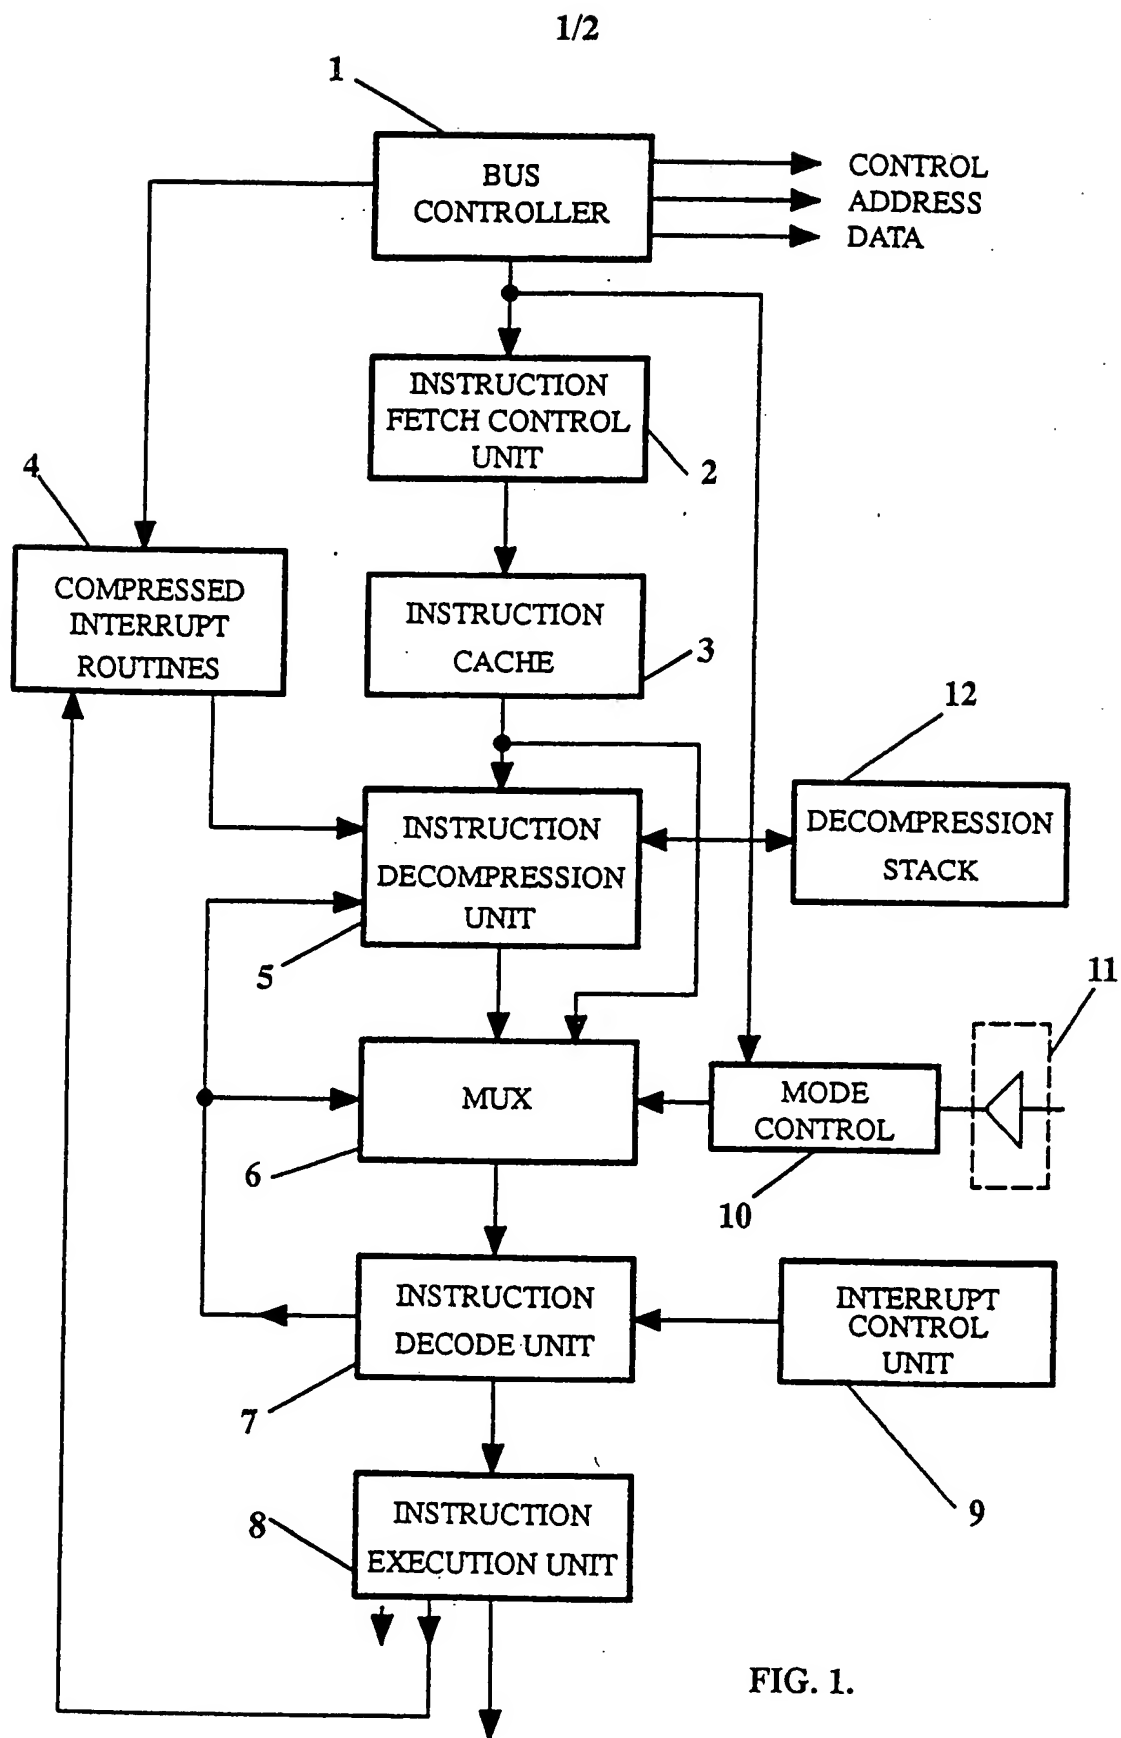 1/2
1
BUS
CONTROLLER
CONTROL
ADDRESS
DATA
INSTRUCTION
FETCH CONTROL
UNIT
2
4
COMPRESSED
INTERRUPT
ROUTINES
INSTRUCTION
CACHE
3
12
DECOMPRESSION
STACK
INSTRUCTION
DECOMPRESSION
UNIT
5
11
MUX
6
MODE
CONTROL
10
INSTRUCTION
DECODE UNIT
7
INTERRUPT
CONTROL
UNIT
9
8
INSTRUCTION
EXECUTION UNIT
FIG. 1.